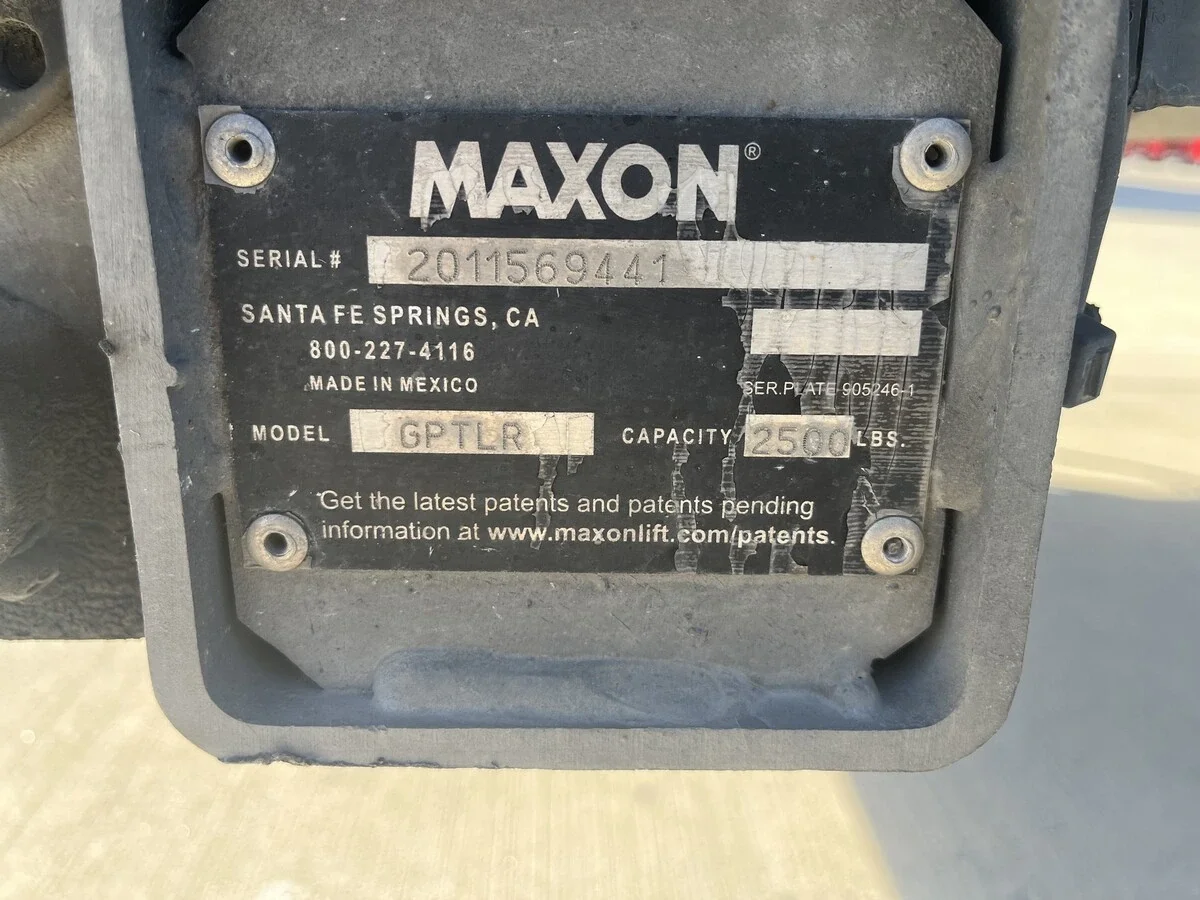 MAXON®
SERIAL # 2011569441
SANTA FE SPRINGS, CA
800-227-4116
MADE IN MEXICO
SER.PLATE 905246-1
MODEL GPTLR CAPACITY 2500 LBS.
Get the latest patents and patents pending
information at www.maxonlift.com/patents.